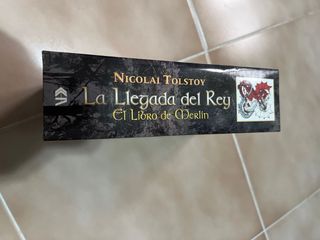 NICOLAI TOLSTOY
La Llegada del Rey
El Libro de Merlín